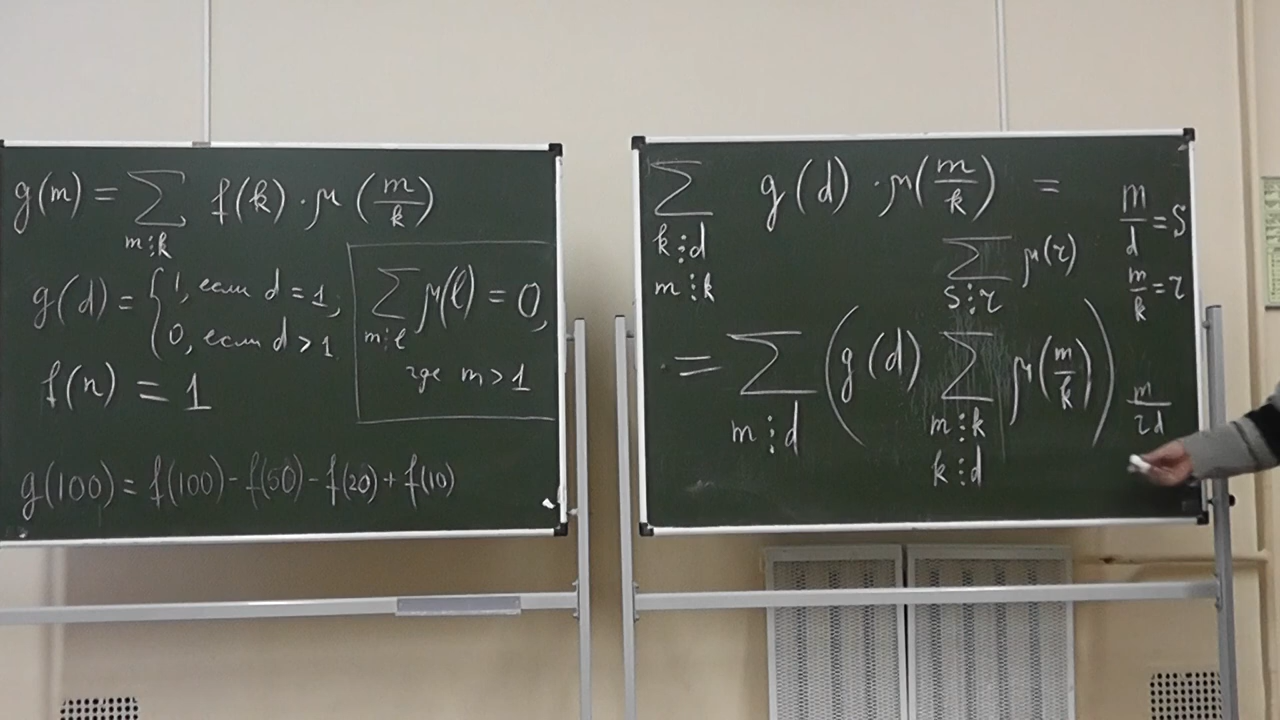 g(m) = ∑ f(k) · μ(m/k)
m⋮k
g(d) = { 1, если d = 1;
0, если d > 1.
∑ μ(l) = 0,
m⋮l
где m > 1
f(n) = 1
g(100) = f(100) - f(50) - f(20) + f(10)
∑ g(d) · μ(m/k) =
k⋮d
m⋮k
m/d = S
m/k = r
∑ μ(r)
S⋮r
= ∑ (g(d) ∑ μ(m/k))
m⋮d m⋮k
k⋮d
m/rd